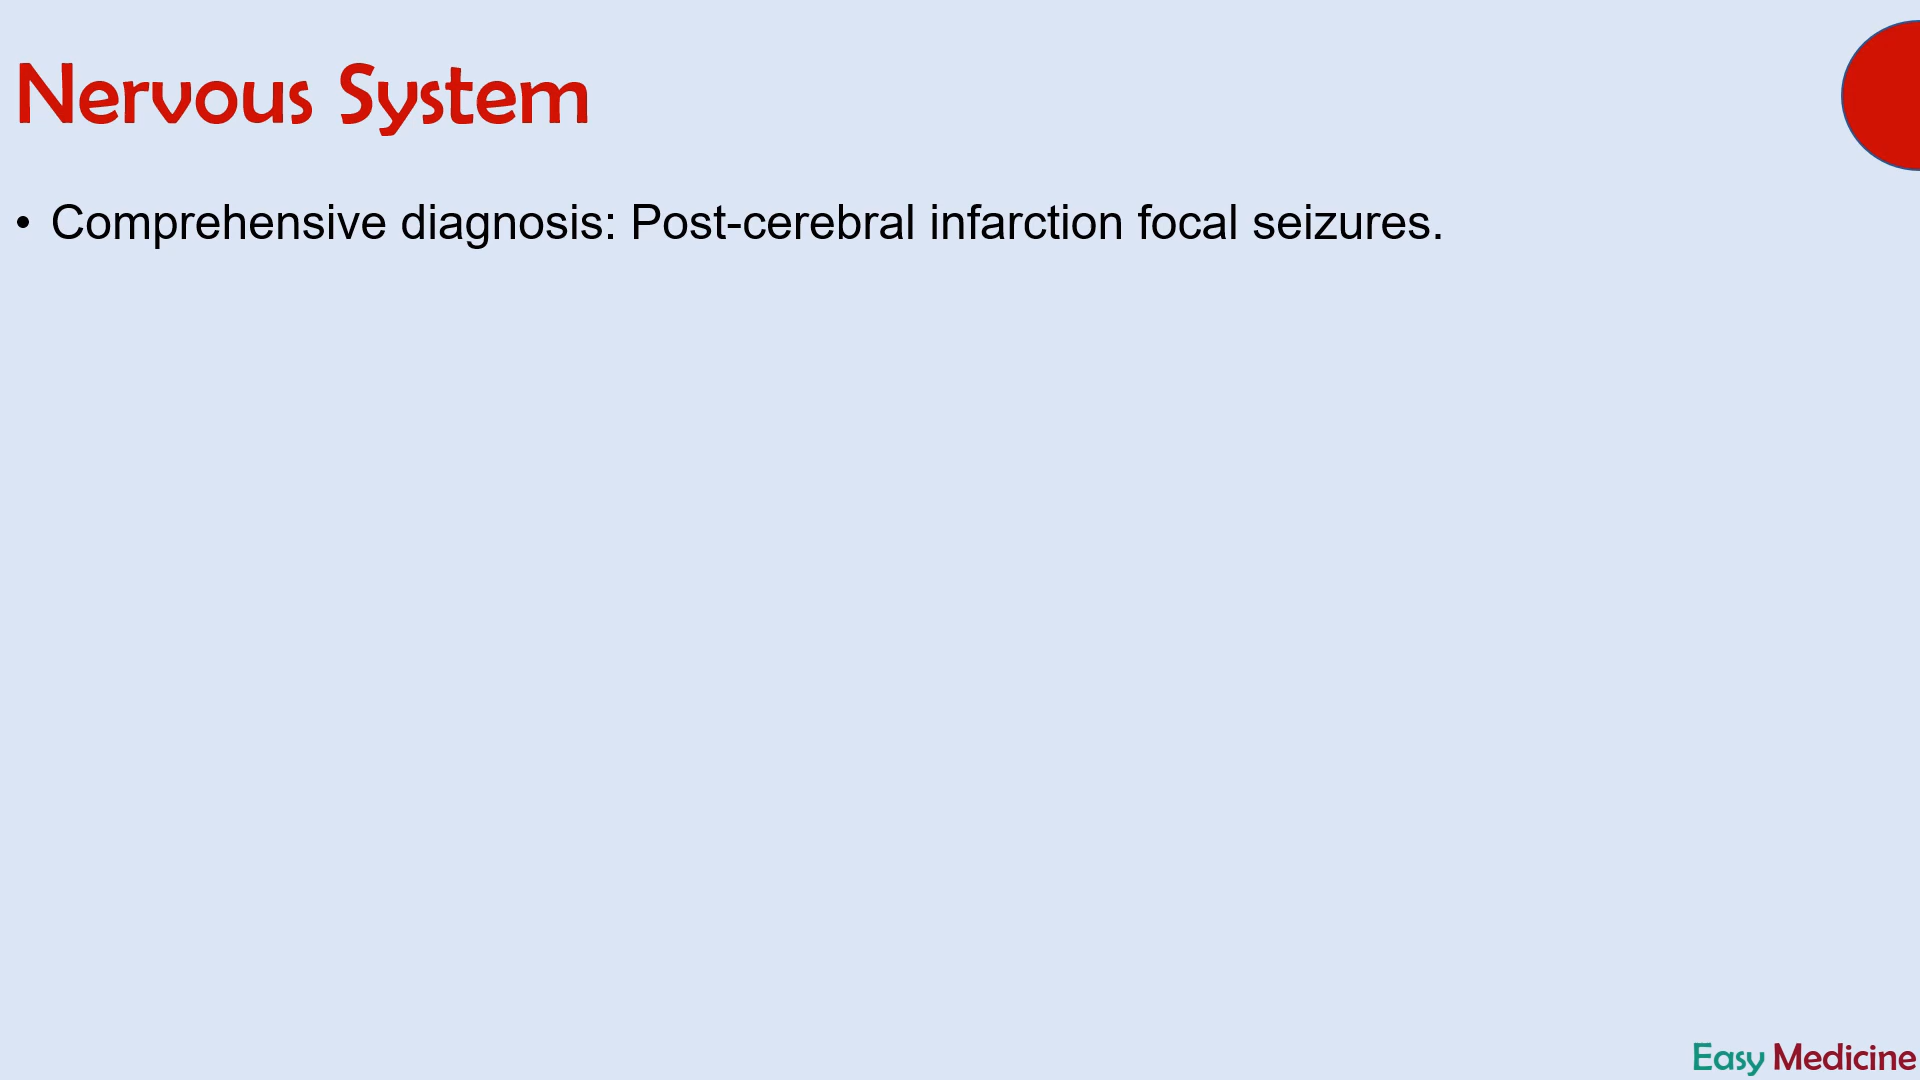 Nervous System
• Comprehensive diagnosis: Post-cerebral infarction focal seizures.
Easy Medicine